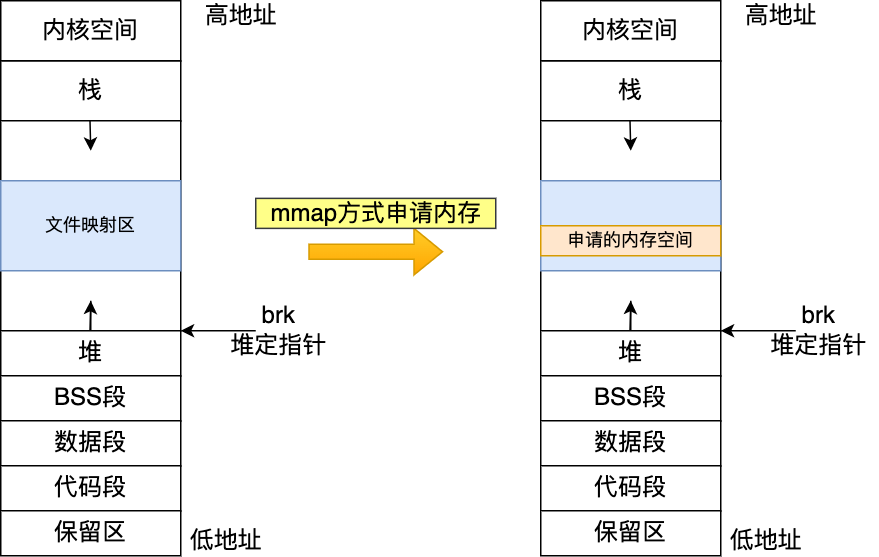 内核空间
高地址
栈
文件映射区
brk
堆定指针
堆
BSS段
数据段
代码段
保留区
低地址
mmap方式申请内存
内核空间
高地址
栈
申请的内存空间
brk
堆定指针
堆
BSS段
数据段
代码段
保留区
低地址